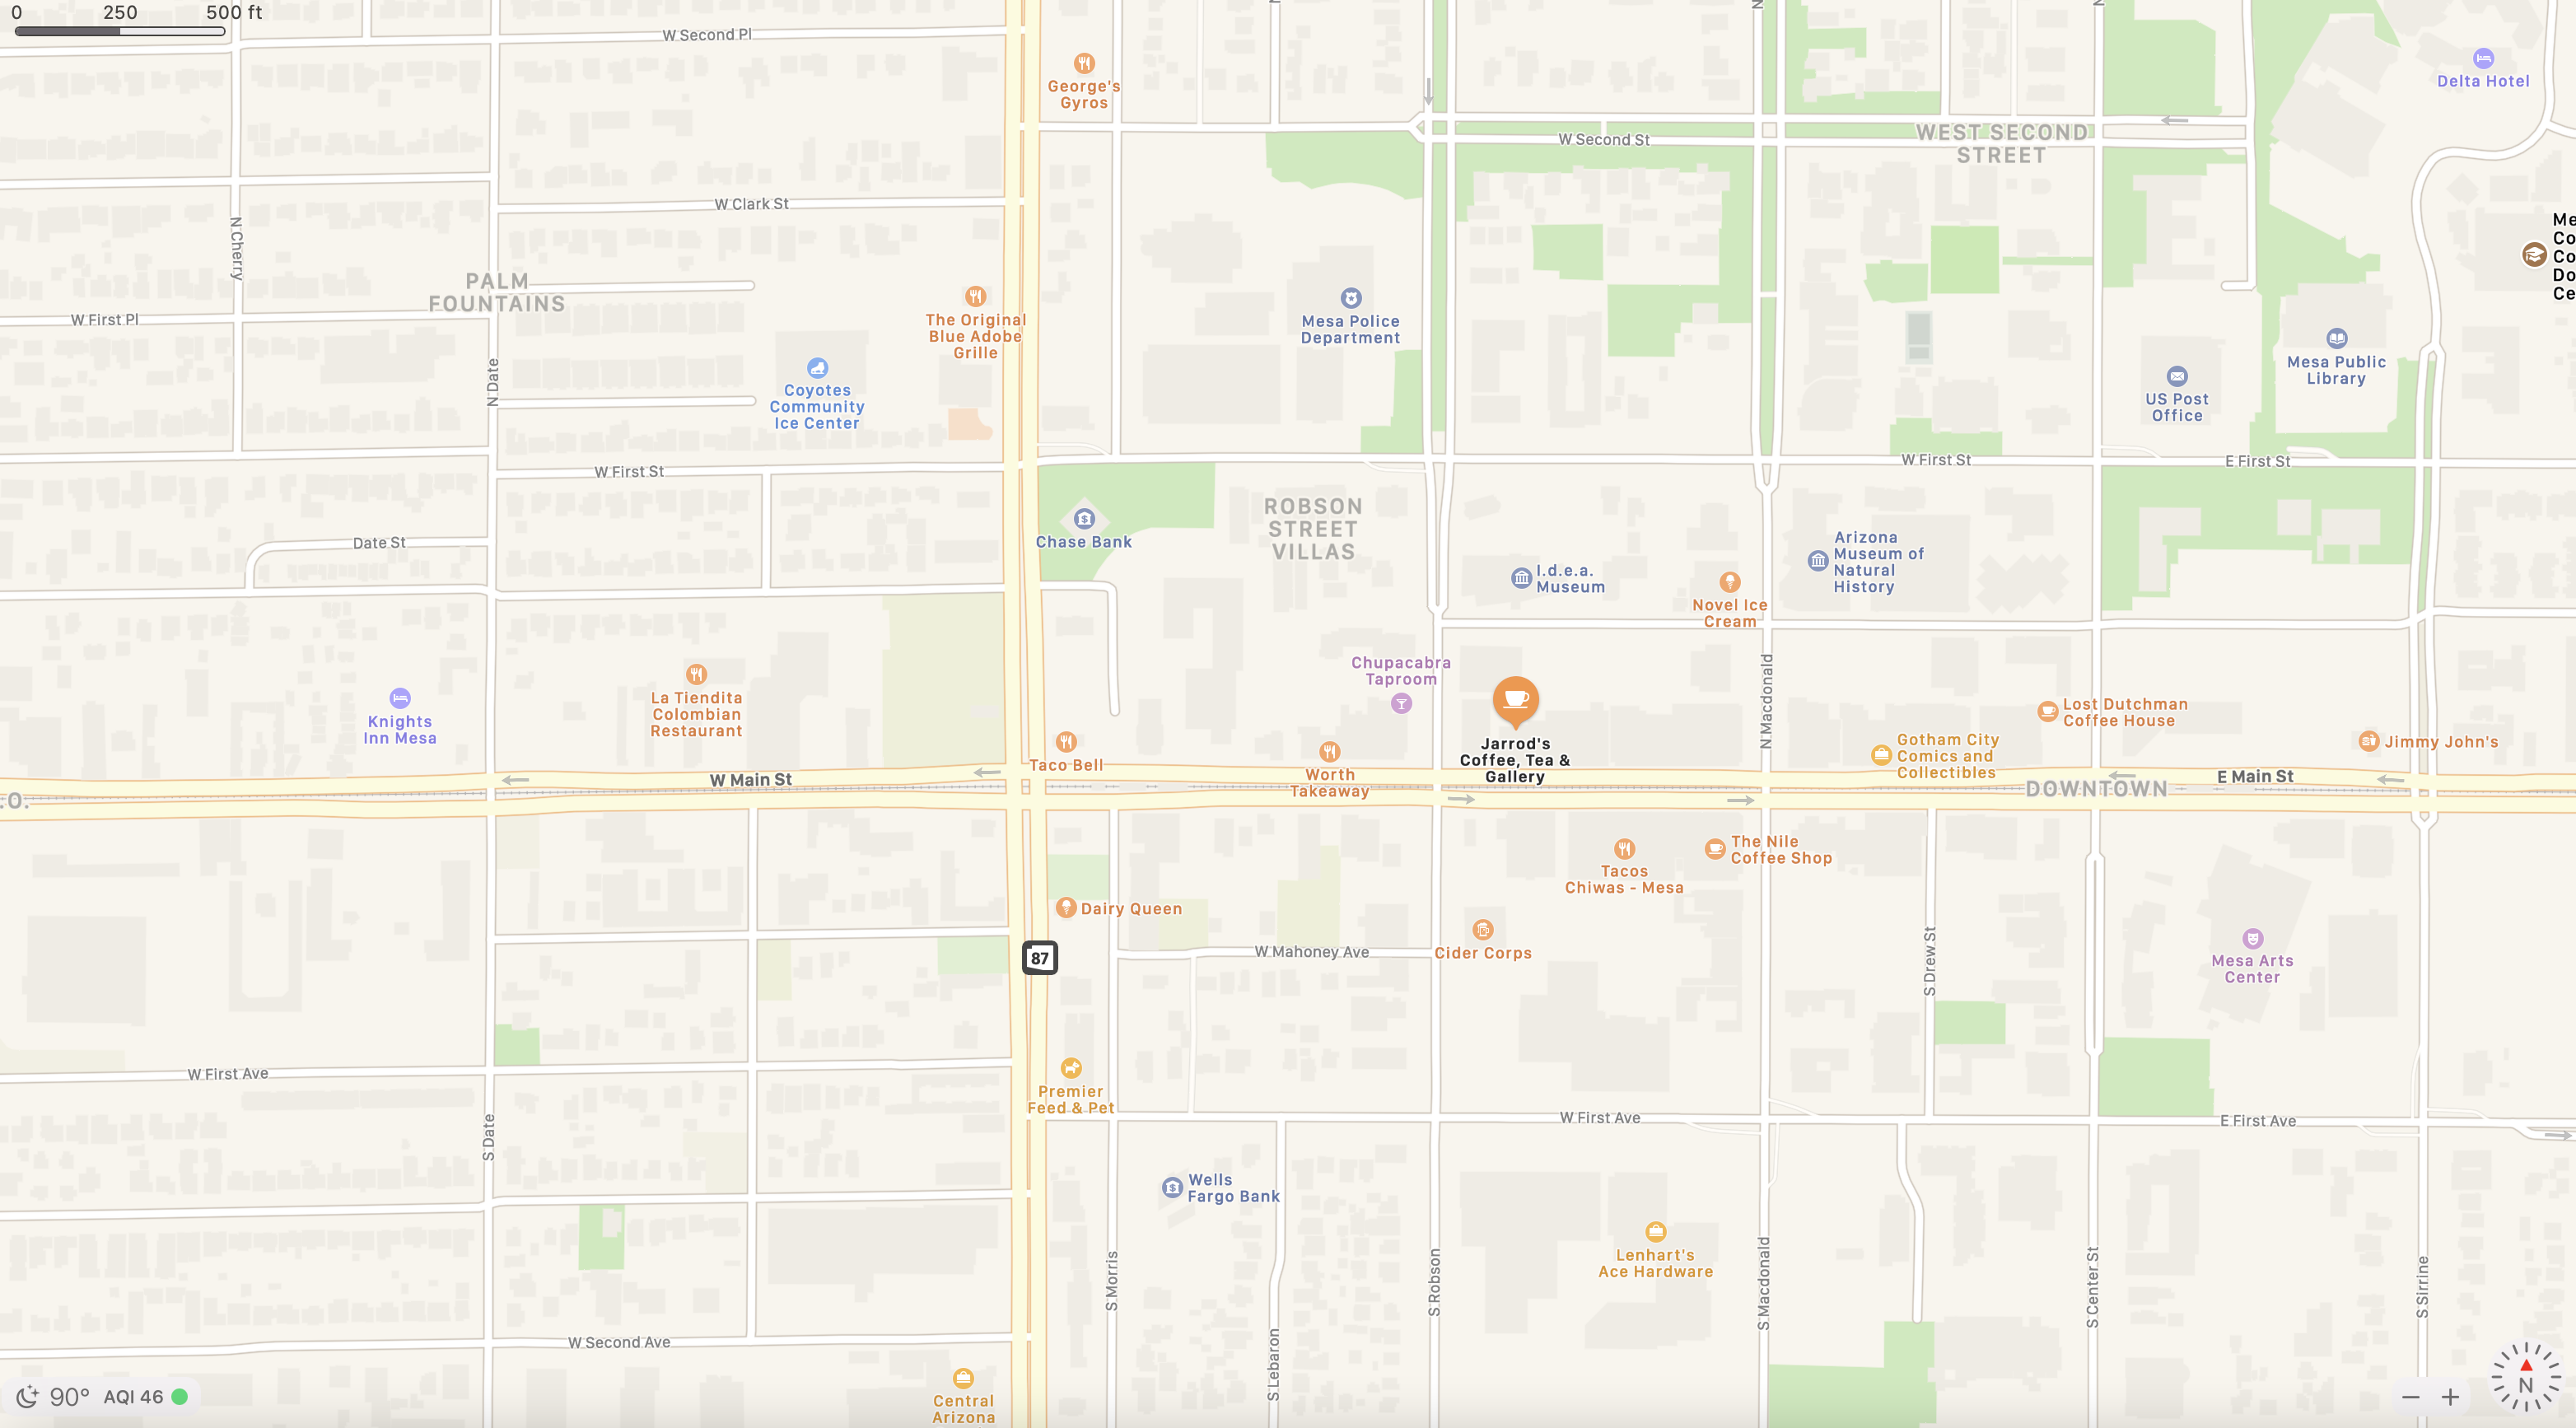 0 250 500 ft
W Second Pl
George's
Gyros
Delta Hotel
W Second St
WEST SECOND
STREET
N Cherry
W Clark St
PALM
FOUNTAINS
W First Pl
The Original
Blue Adobe
Grille
Mesa Police
Department
Me
Co
Co
Do
Ce
N Date
Coyotes
Community
Ice Center
US Post
Office
Mesa Public
Library
W First St
W First St
E First St
Date St
Chase Bank
ROBSON
STREET
VILLAS
I.d.e.a.
Museum
Novel Ice
Cream
Arizona
Museum of
Natural
History
Knights
Inn Mesa
La Tiendita
Colombian
Restaurant
Chupacabra
Taproom
N Macdonald
Lost Dutchman
Coffee House
Taco Bell
Worth
Takeaway
Jarrod's
Coffee, Tea &
Gallery
Gotham City
Comics and
Collectibles
Jimmy John's
.O.
W Main St
DOWNTOWN
E Main St
Tacos
Chiwas - Mesa
The Nile
Coffee Shop
Dairy Queen
87
W Mahoney Ave
Cider Corps
S Drew St
Mesa Arts
Center
W First Ave
Premier
Feed & Pet
W First Ave
E First Ave
S Date
Wells
Fargo Bank
Lenhart's
Ace Hardware
S Morris
S Lebaron
S Robson
S Macdonald
S Center St
S Sirrine
W Second Ave
Central
Arizona
90° AQI 46
N